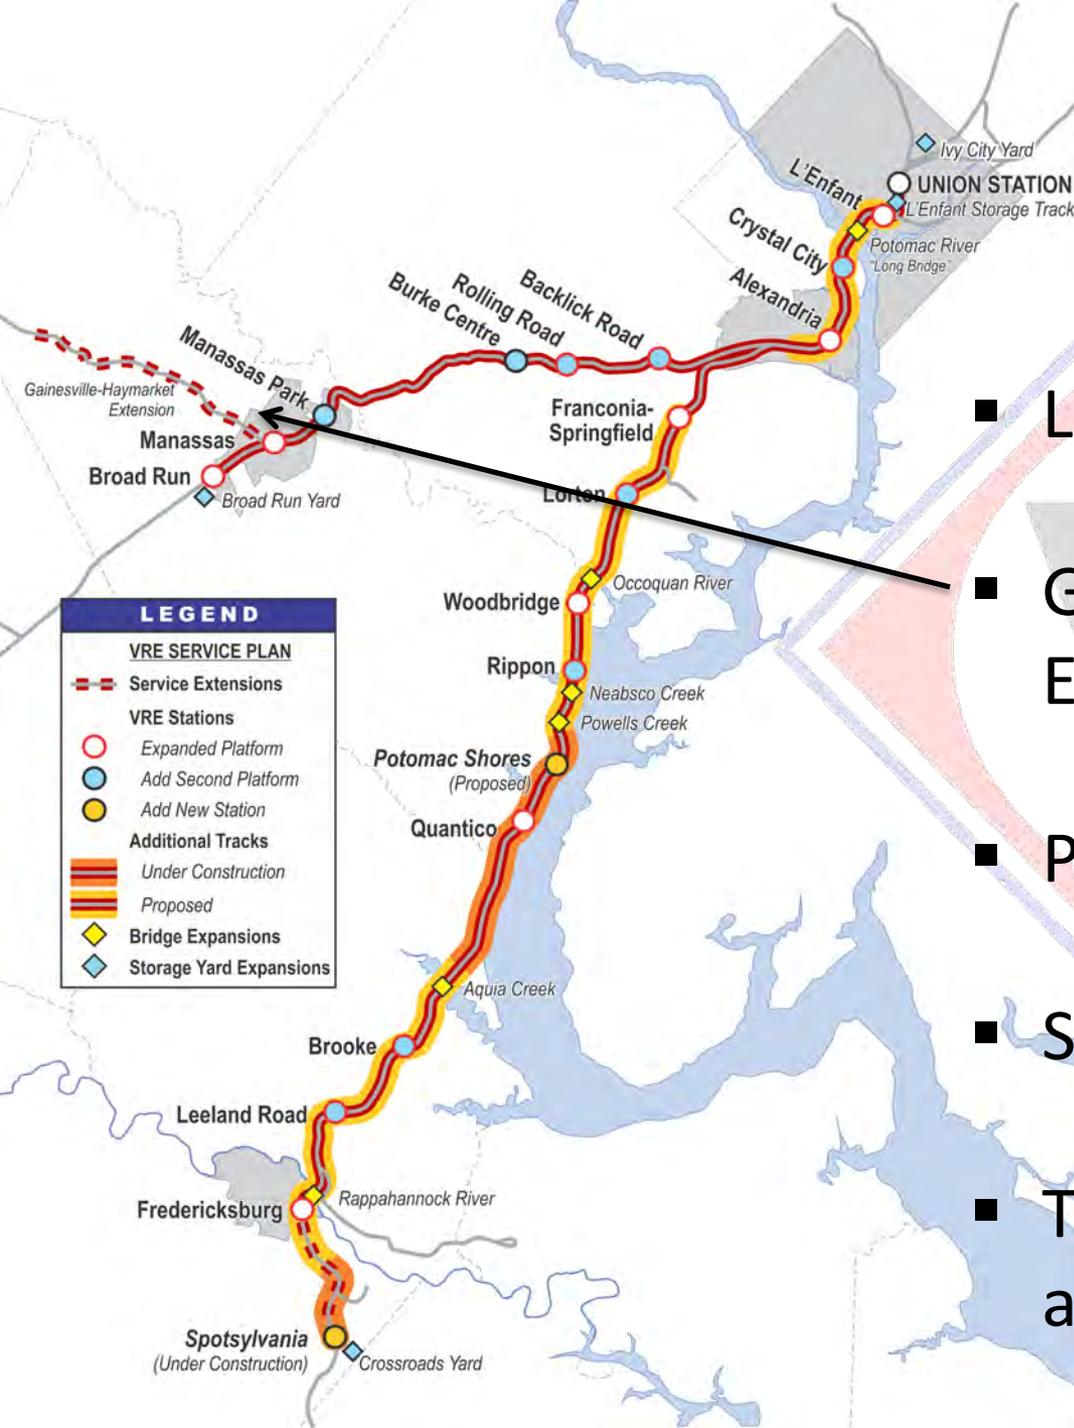 Ivy City Yard
UNION STATION
L'Enfant
L'Enfant Storage Track
Crystal City
Potomac River
"Long Bridge"
Alexandria
Backlick Road
Rolling Road
Burke Centre
Manassas Park
Gainesville-Haymarket
Extension
Manassas
Broad Run
Broad Run Yard
Franconia-
Springfield
Lorton
Occoquan River
Woodbridge
Rippon
Neabsco Creek
Powells Creek
Potomac Shores
(Proposed)
Quantico
LEGEND
VRE SERVICE PLAN
Service Extensions
VRE Stations
Expanded Platform
Add Second Platform
Add New Station
Additional Tracks
Under Construction
Proposed
Bridge Expansions
Storage Yard Expansions
Aquia Creek
Brooke
Leeland Road
Rappahannock River
Fredericksburg
Spotsylvania
(Under Construction)
Crossroads Yard
▪ L
▪ G
E
▪ P
▪ S
▪ T
a